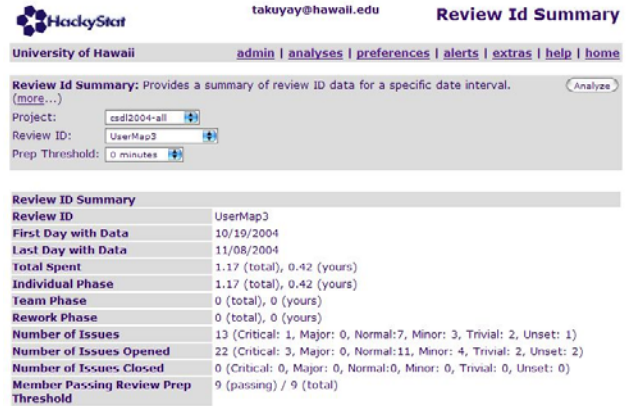 HackyStat
takuyay@hawaii.edu
Review Id Summary
University of Hawaii
admin | analyses | preferences | alerts | extras | help | home
Review Id Summary: Provides a summary of review ID data for a specific date interval.
(more...)
Analyze
Project: csdl2004-all
Review ID: UserMap3
Prep Threshold: 0 minutes
Review ID Summary
Review ID UserMap3
First Day with Data 10/19/2004
Last Day with Data 11/08/2004
Total Spent 1.17 (total), 0.42 (yours)
Individual Phase 1.17 (total), 0.42 (yours)
Team Phase 0 (total), 0 (yours)
Rework Phase 0 (total), 0 (yours)
Number of Issues 13 (Critical: 1, Major: 0, Normal:7, Minor: 3, Trivial: 2, Unset: 1)
Number of Issues Opened 22 (Critical: 3, Major: 0, Normal:11, Minor: 4, Trivial: 2, Unset: 2)
Number of Issues Closed 0 (Critical: 0, Major: 0, Normal:0, Minor: 0, Trivial: 0, Unset: 0)
Member Passing Review Prep 9 (passing) / 9 (total)
Threshold